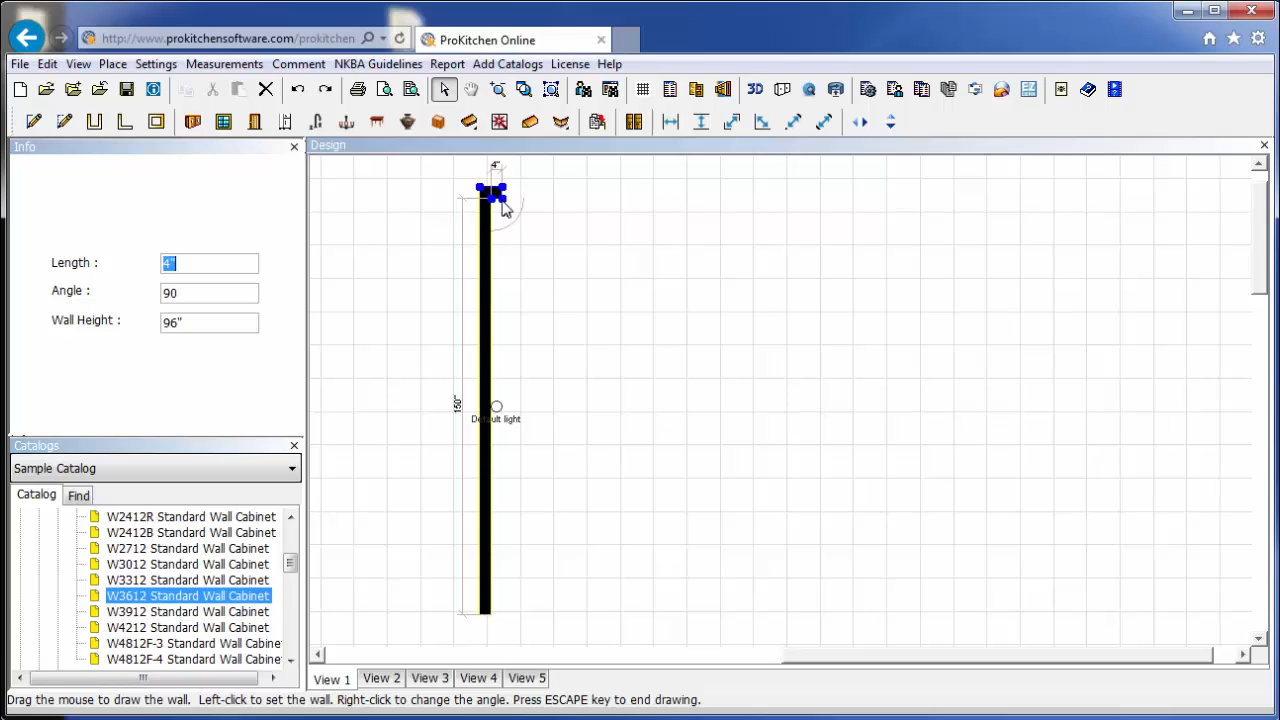 http://www.prokitchensoftware.com/prokitchen
ProKitchen Online
File Edit View Place Settings Measurements Comment NKBA Guidelines Report Add Catalogs License Help
3D
EZ
Info
Design
Length :
4"
Angle :
90
Wall Height :
96"
4"
150"
Default light
Catalogs
Sample Catalog
Catalog
Find
W2412R Standard Wall Cabinet
W2412B Standard Wall Cabinet
W2712 Standard Wall Cabinet
W3012 Standard Wall Cabinet
W3312 Standard Wall Cabinet
W3612 Standard Wall Cabinet
W3912 Standard Wall Cabinet
W4212 Standard Wall Cabinet
W4812F-3 Standard Wall Cabine
W4812F-4 Standard Wall Cabine
View 1 View 2 View 3 View 4 View 5
Drag the mouse to draw the wall. Left-click to set the wall. Right-click to change the angle. Press ESCAPE key to end drawing.